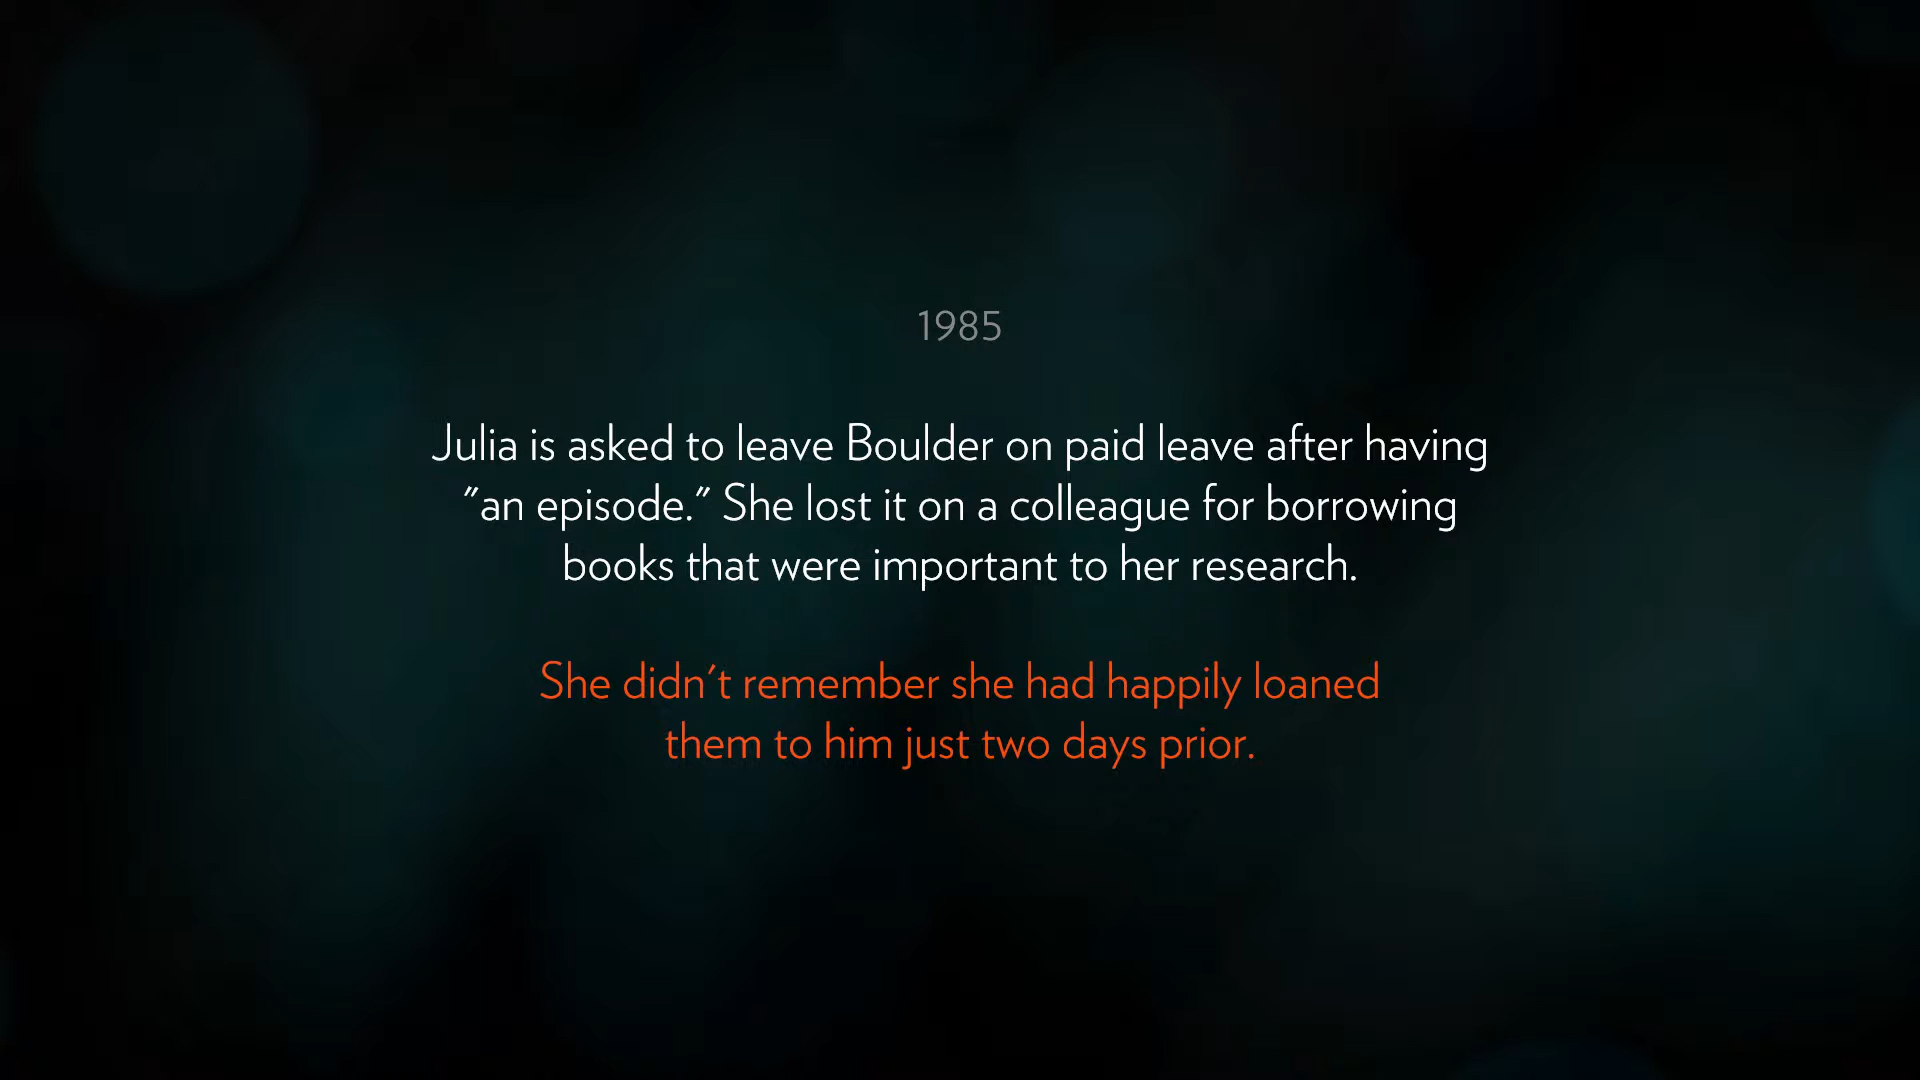 1985
Julia is asked to leave Boulder on paid leave after having
"an episode." She lost it on a colleague for borrowing
books that were important to her research.
She didn't remember she had happily loaned
them to him just two days prior.